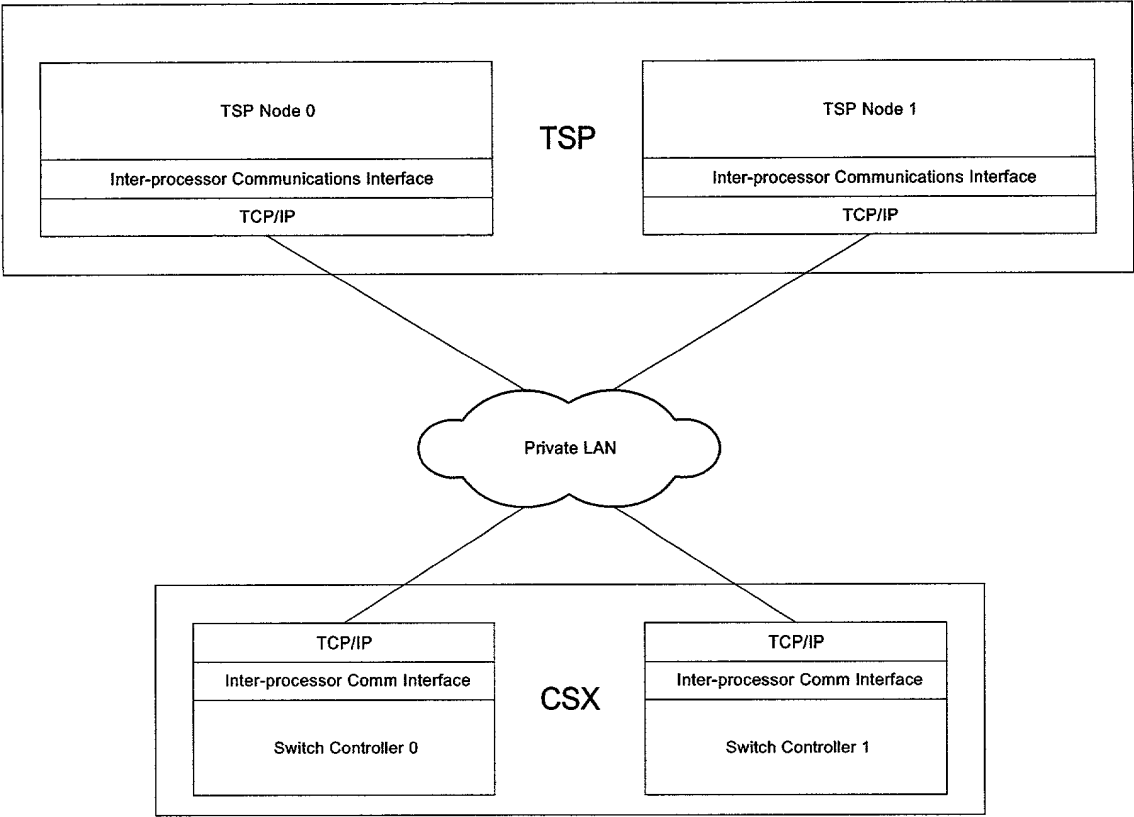 TSP Node 0
Inter-processor Communications Interface
TCP/IP
TSP
TSP Node 1
Inter-processor Communications Interface
TCP/IP
Private LAN
TCP/IP
Inter-processor Comm Interface
Switch Controller 0
CSX
TCP/IP
Inter-processor Comm Interface
Switch Controller 1